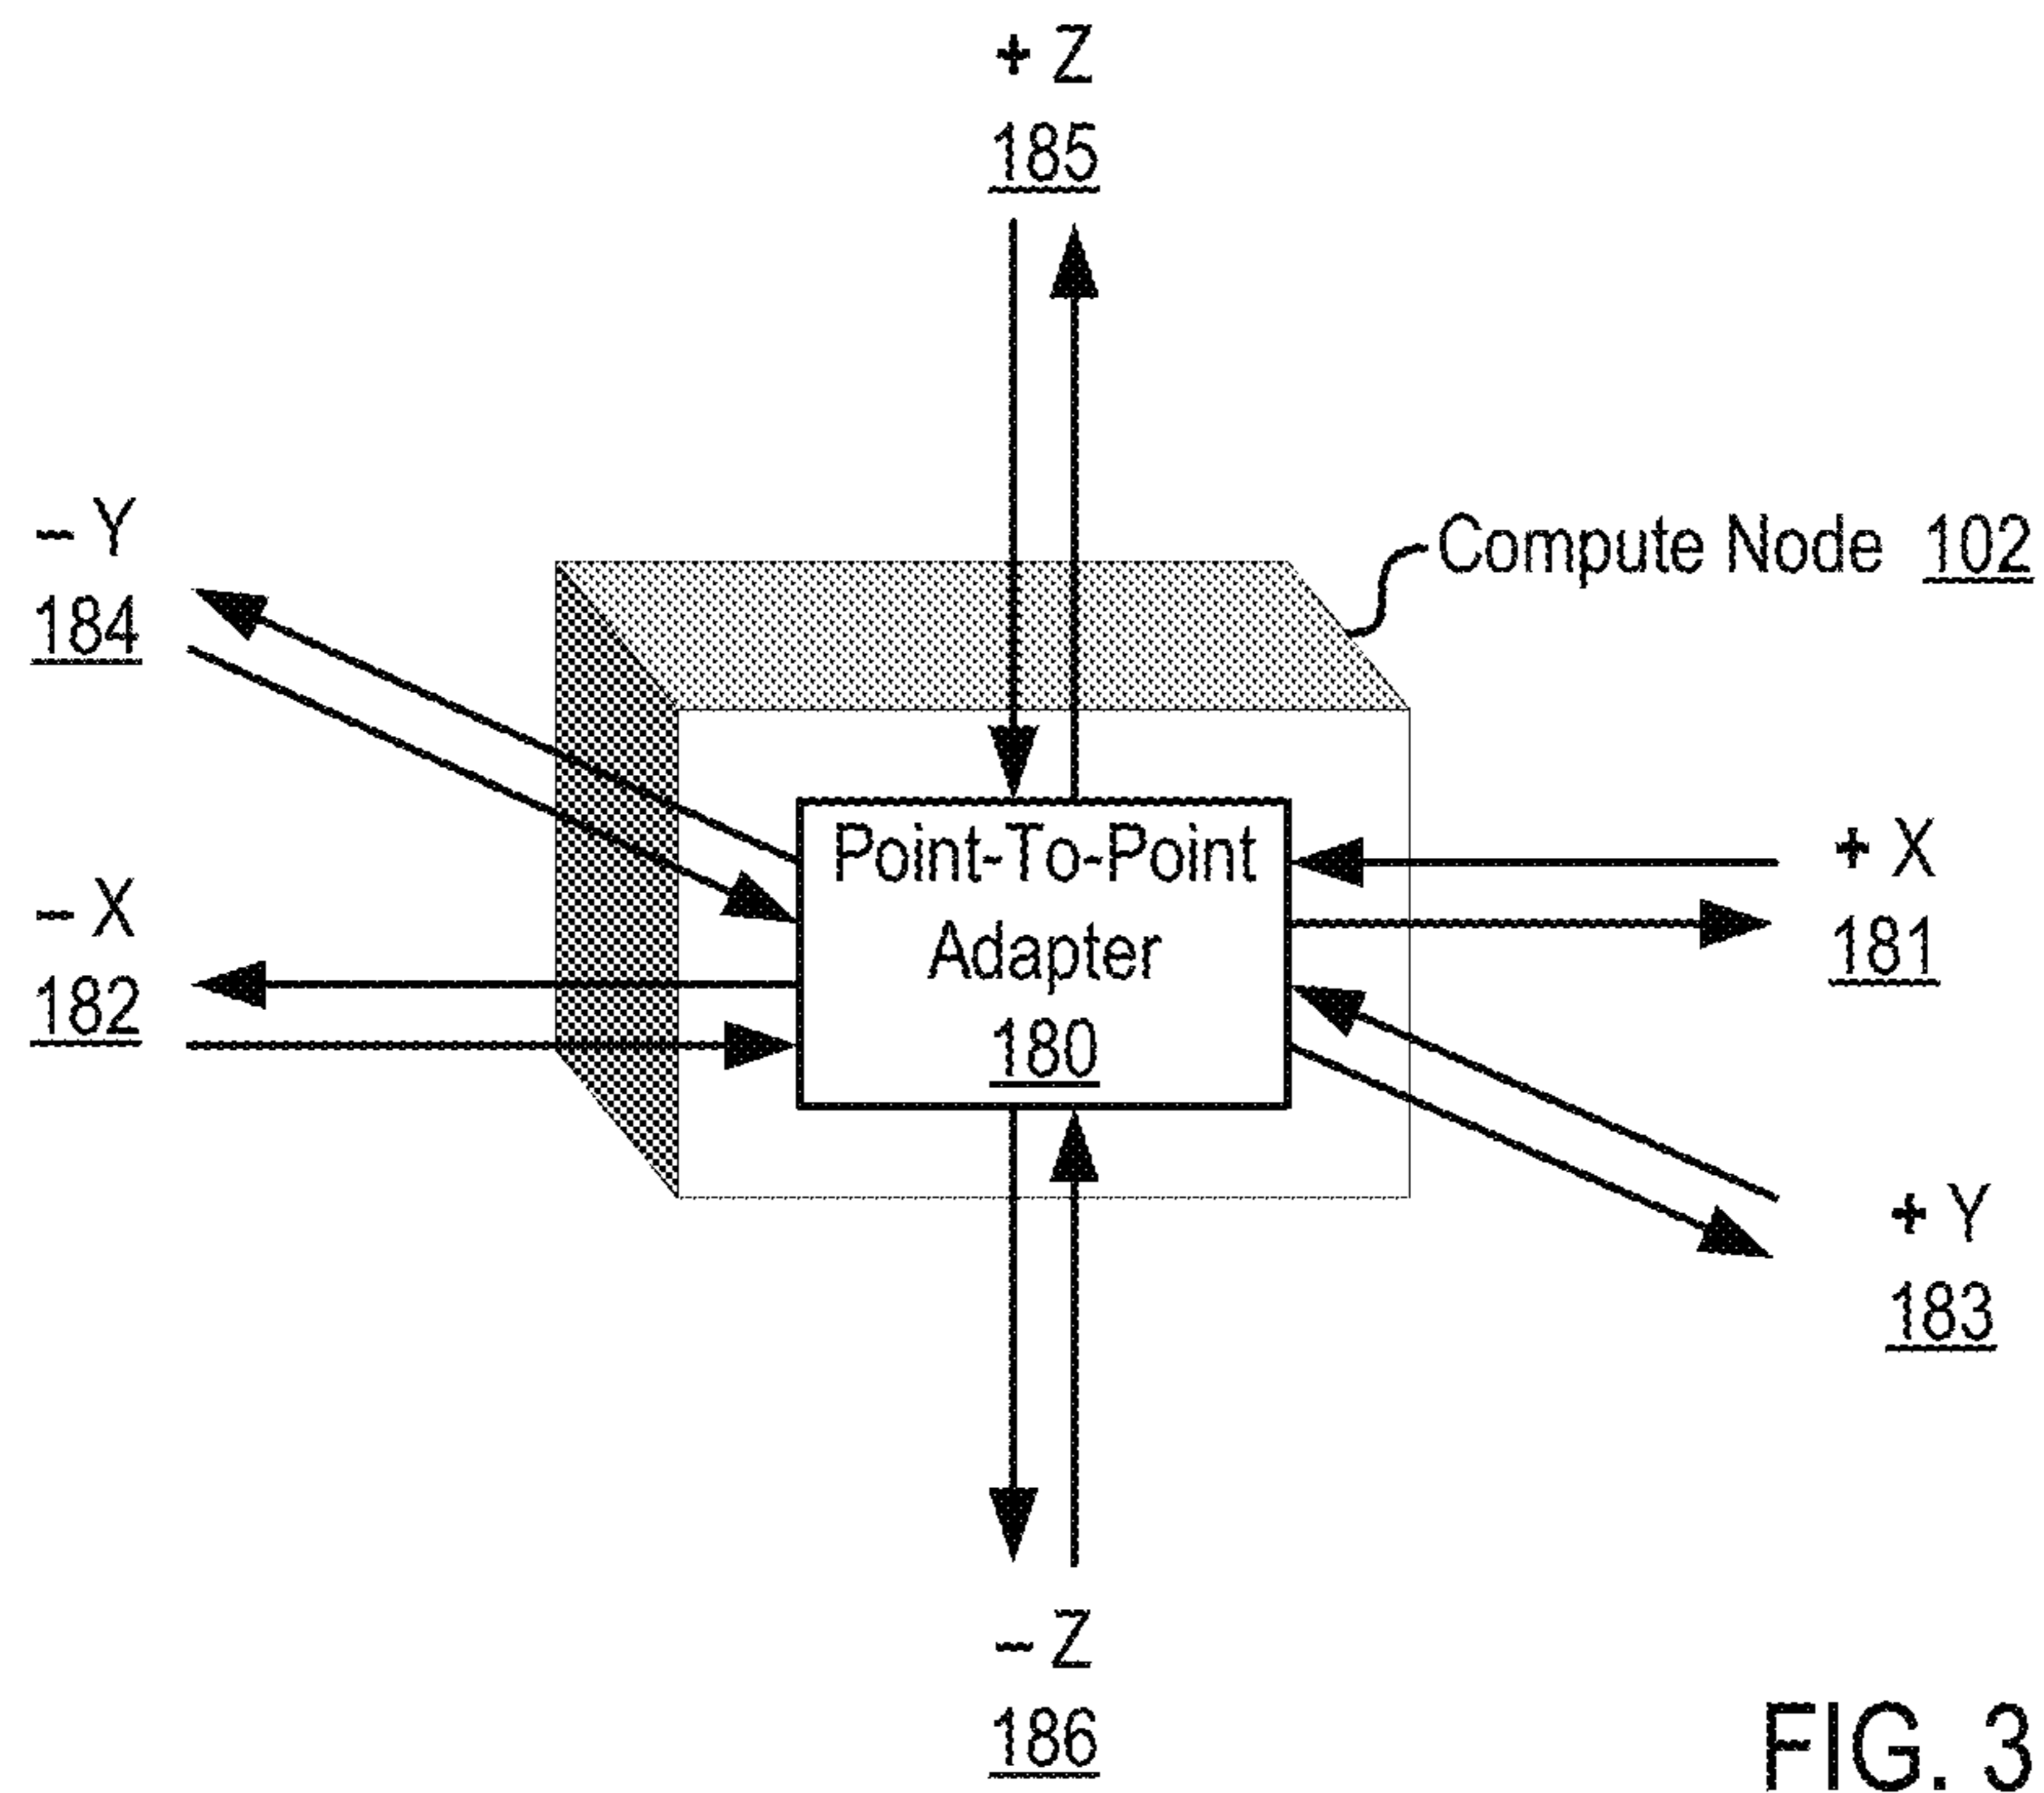 + Z
185
– Y
184
Compute Node 102
– X
182
Point-To-Point
Adapter
180
+ X
181
+ Y
183
– Z
186
FIG. 3